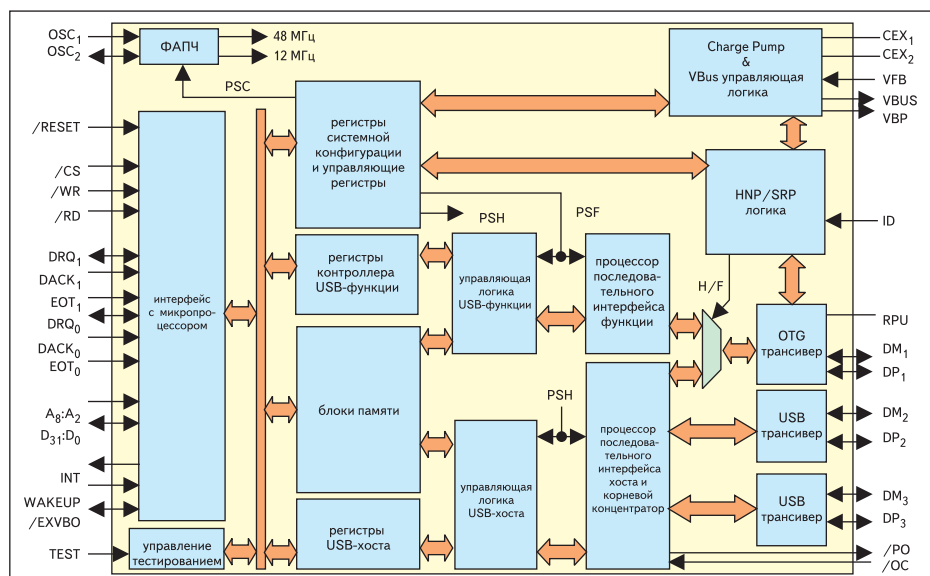 OSC1
OSC2
ФАПЧ
48 МГц
12 МГц
PSC
Charge Pump
&
VBus управляющая
логика
CEX1
CEX2
VFB
VBUS
VBP
/RESET
/CS
/WR
/RD
DRQ1
DACK1
EOT1
DRQ0
DACK0
EOT0
A8:A2
D31:D0
INT
WAKEUP
/EXVBO
TEST
интерфейс
с микропро-
цессором
управление
тестированием
регистры
системной
конфигурации
и управляющие
регистры
HNP/SRP
логика
ID
PSH
PSF
регистры
контроллера
USB-функции
управляющая
логика
USB-функции
процессор
последова-
тельного
интерфейса
функции
H/F
OTG
трансивер
RPU
DM1
DP1
блоки памяти
PSH
управляющая
логика
USB-хоста
процессор
последова-
тельного
интерфейса
хоста и
корневой
концентратор
USB
трансивер
DM2
DP2
USB
трансивер
DM3
DP3
регистры
USB-хоста
/PO
/OC